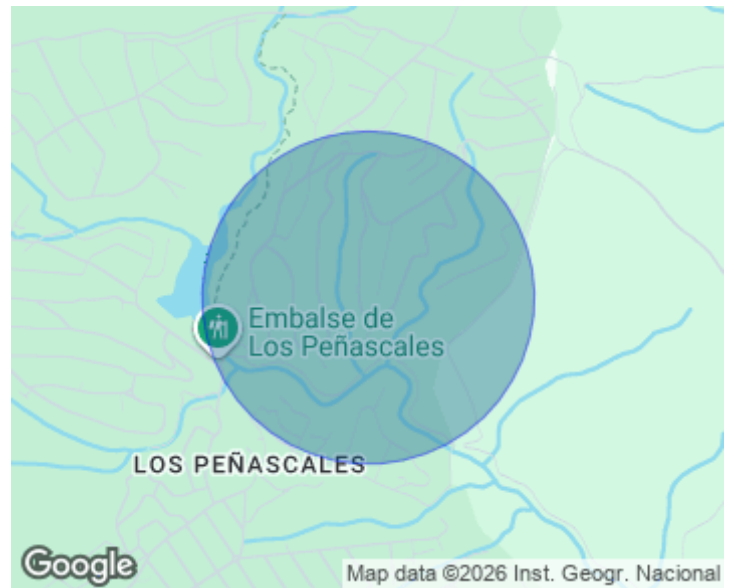 Embalse de
Los Peñascales
LOS PEÑASCALES
Google
Map data ©2026 Inst. Geogr. Nacional